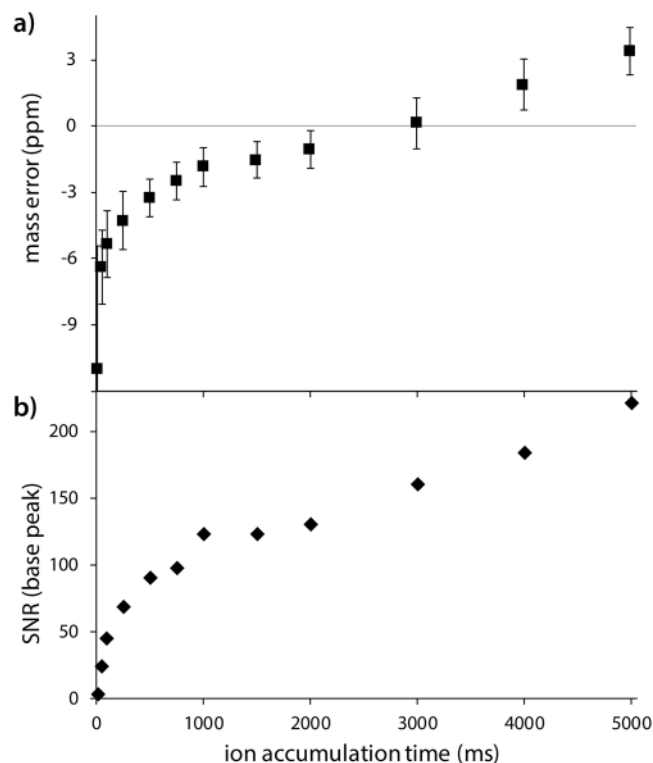 a)
mass error (ppm)
3
0
-3
-6
-9
b)
SNR (base peak)
200
150
100
50
0
0 1000 2000 3000 4000 5000
ion accumulation time (ms)